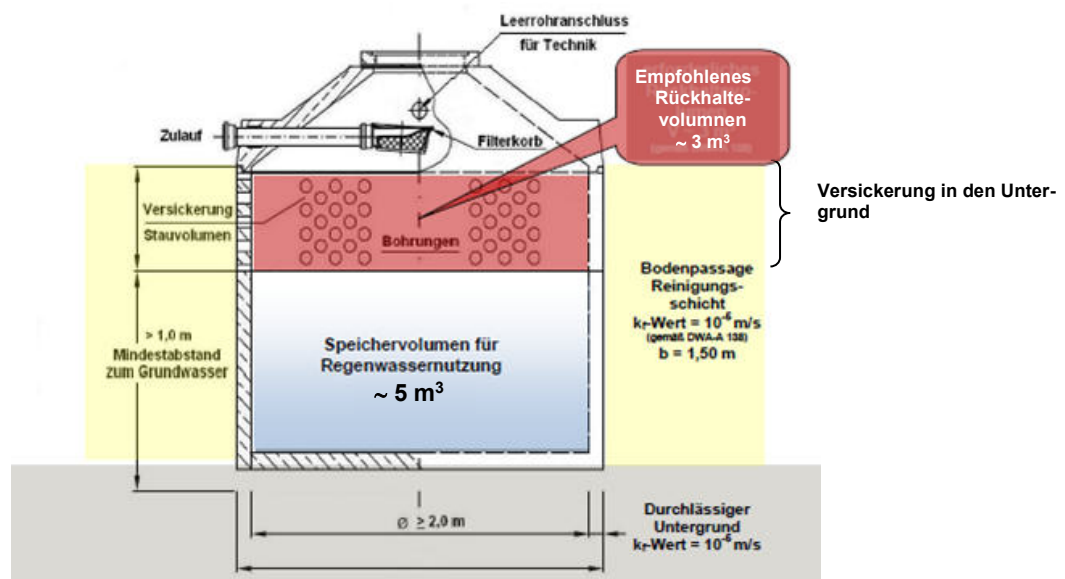 Leerrohranschluss
für Technik
Empfohlenes
Rückhalte-
volumnen
~ 3 m³
Zulauf
Filterkorb
Versickerung
Stauvolumen
Bohrungen
Versickerung in den Unter-
grund
Bodenpassage
Reinigungs-
schicht
kf-Wert = 10⁻⁶ m/s
(gemäß DWA-A 138)
b = 1,50 m
> 1,0 m
Mindestabstand
zum Grundwasser
Speichervolumen für
Regenwassernutzung
~ 5 m³
Ø ≥ 2,0 m
Durchlässiger
Untergrund
kf-Wert = 10⁻⁶ m/s